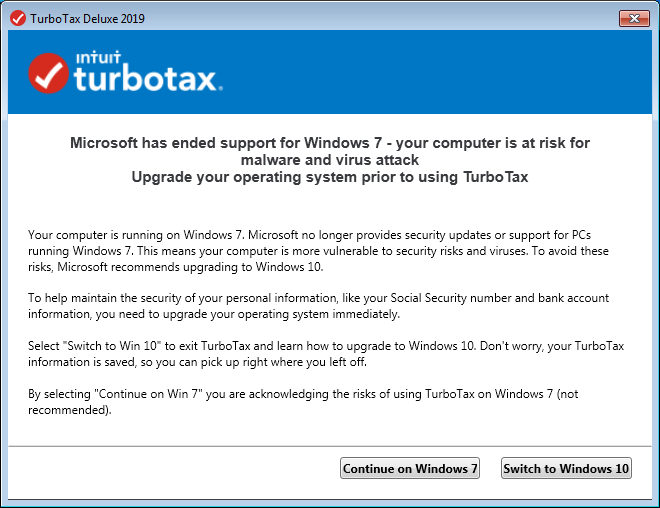 TurboTax Deluxe 2019
ıntuıt
turbotax.
Microsoft has ended support for Windows 7 - your computer is at risk for
malware and virus attack
Upgrade your operating system prior to using TurboTax
Your computer is running on Windows 7. Microsoft no longer provides security updates or support for PCs
running Windows 7. This means your computer is more vulnerable to security risks and viruses. To avoid these
risks, Microsoft recommends upgrading to Windows 10.
To help maintain the security of your personal information, like your Social Security number and bank account
information, you need to upgrade your operating system immediately.
Select "Switch to Win 10" to exit TurboTax and learn how to upgrade to Windows 10. Don't worry, your TurboTax
information is saved, so you can pick up right where you left off.
By selecting "Continue on Win 7" you are acknowledging the risks of using TurboTax on Windows 7 (not
recommended).
Continue on Windows 7
Switch to Windows 10